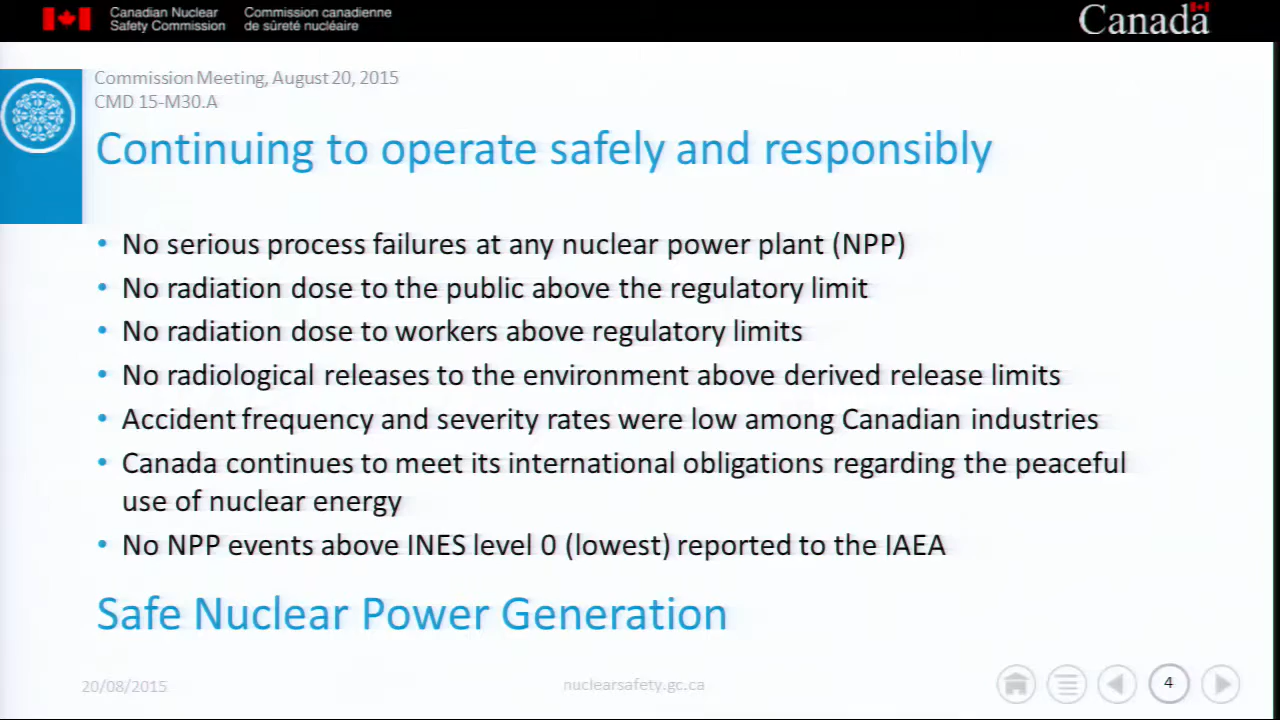 Canadian Nuclear
Safety Commission
Commission canadienne
de sûreté nucléaire
Canada
Commission Meeting, August 20, 2015
CMD 15-M30.A
Continuing to operate safely and responsibly
• No serious process failures at any nuclear power plant (NPP)
• No radiation dose to the public above the regulatory limit
• No radiation dose to workers above regulatory limits
• No radiological releases to the environment above derived release limits
• Accident frequency and severity rates were low among Canadian industries
• Canada continues to meet its international obligations regarding the peaceful
use of nuclear energy
• No NPP events above INES level 0 (lowest) reported to the IAEA
Safe Nuclear Power Generation
20/08/2015
nuclearsafety.gc.ca
4